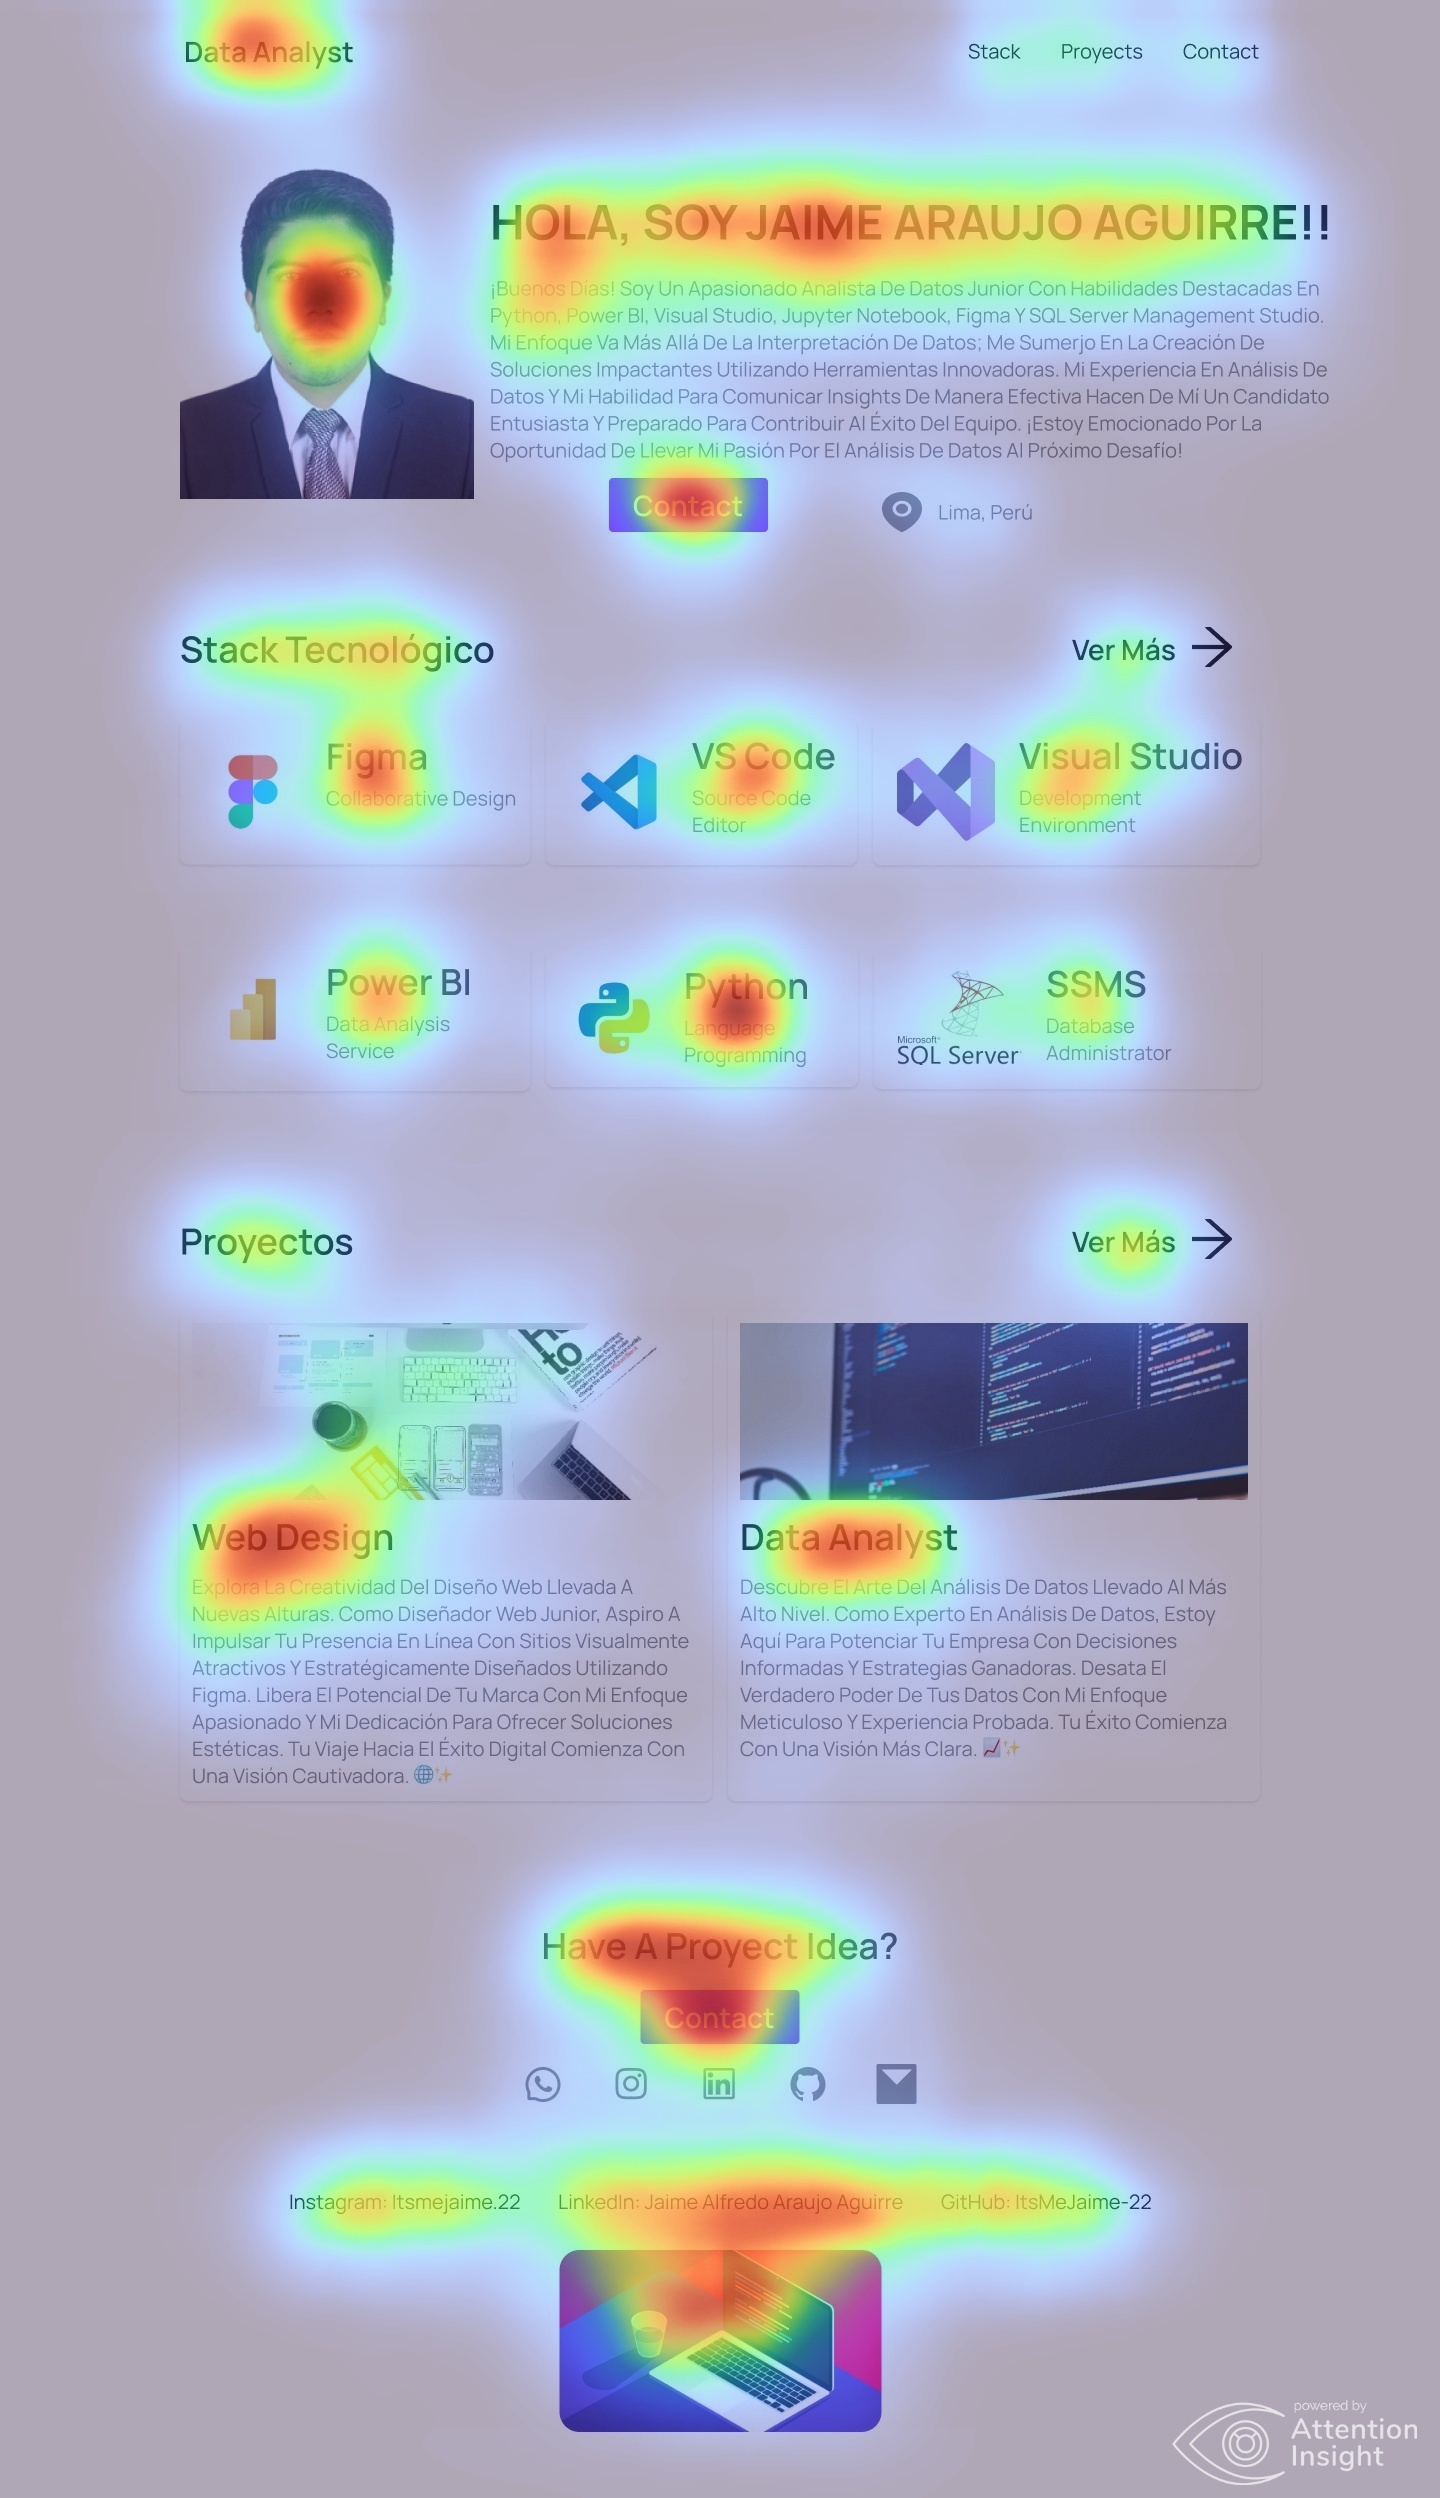 Data Analyst
Stack Proyects Contact
HOLA, SOY JAIME ARAUJO AGUIRRE!!
¡Buenos Días! Soy Un Apasionado Analista De Datos Junior Con Habilidades Destacadas En
Python, Power BI, Visual Studio, Jupyter Notebook, Figma Y SQL Server Management Studio.
Mi Enfoque Va Más Allá De La Interpretación De Datos; Me Sumerjo En La Creación De
Soluciones Impactantes Utilizando Herramientas Innovadoras. Mi Experiencia En Análisis De
Datos Y Mi Habilidad Para Comunicar Insights De Manera Efectiva Hacen De Mí Un Candidato
Entusiasta Y Preparado Para Contribuir Al Éxito Del Equipo. ¡Estoy Emocionado Por La
Oportunidad De Llevar Mi Pasión Por El Análisis De Datos Al Próximo Desafío!
Contact
Lima, Perú
Stack Tecnológico
Ver Más
Figma
Collaborative Design
VS Code
Source Code
Editor
Visual Studio
Development
Environment
Power BI
Data Analysis
Service
Python
Language
Programming
Microsoft
SQL Server
SSMS
Database
Administrator
Proyectos
Ver Más
to
Web Design
Explora La Creatividad Del Diseño Web Llevada A
Nuevas Alturas. Como Diseñador Web Junior, Aspiro A
Impulsar Tu Presencia En Línea Con Sitios Visualmente
Atractivos Y Estratégicamente Diseñados Utilizando
Figma. Libera El Potencial De Tu Marca Con Mi Enfoque
Apasionado Y Mi Dedicación Para Ofrecer Soluciones
Estéticas. Tu Viaje Hacia El Éxito Digital Comienza Con
Una Visión Cautivadora. 🌐✨
Data Analyst
Descubre El Arte Del Análisis De Datos Llevado Al Más
Alto Nivel. Como Experto En Análisis De Datos, Estoy
Aquí Para Potenciar Tu Empresa Con Decisiones
Informadas Y Estrategias Ganadoras. Desata El
Verdadero Poder De Tus Datos Con Mi Enfoque
Meticuloso Y Experiencia Probada. Tu Éxito Comienza
Con Una Visión Más Clara. 📈✨
Have A Proyect Idea?
Contact
Instagram: Itsmejaime.22
LinkedIn: Jaime Alfredo Araujo Aguirre
GitHub: ItsMeJaime-22
powered by
Attention
Insight